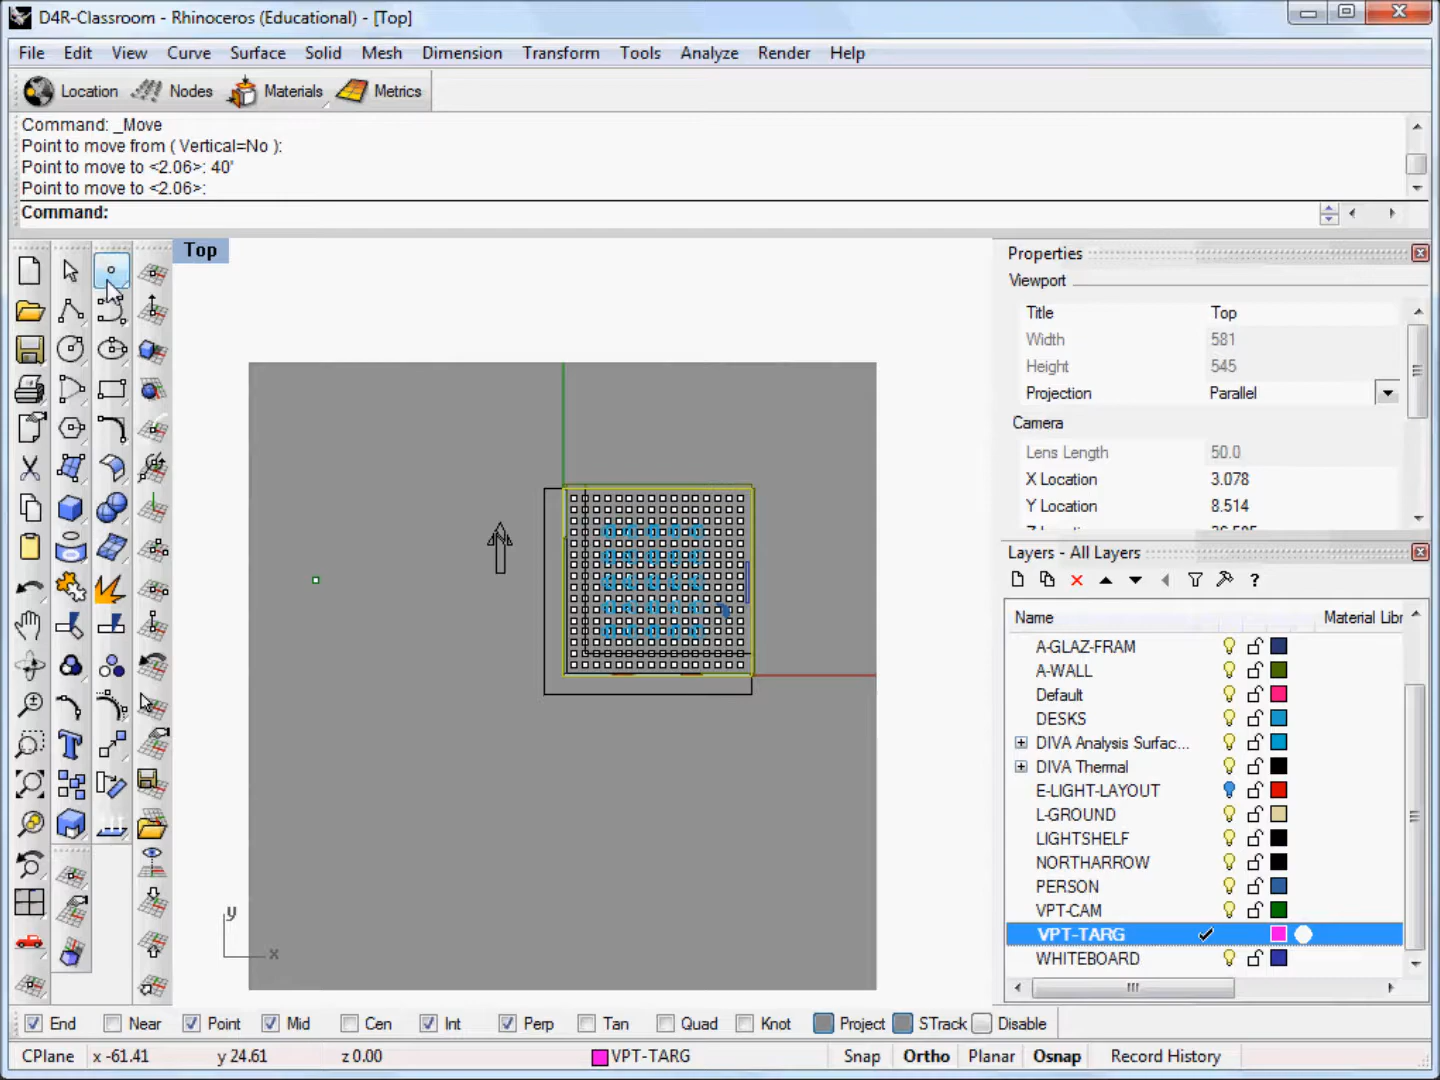 D4R-Classroom - Rhinoceros (Educational) - [Top]
File Edit View Curve Surface Solid Mesh Dimension Transform Tools Analyze Render Help
Location Nodes Materials Metrics
Command: _Move
Point to move from ( Vertical=No ):
Point to move to <2.06>: 40'
Point to move to <2.06>:
Command:
Top
Properties
Viewport
Title Top
Width 581
Height 545
Projection Parallel
Camera
Lens Length 50.0
X Location 3.078
Y Location 8.514
Layers - All Layers
Name Material Libr
A-GLAZ-FRAM
A-WALL
Default
DESKS
DIVA Analysis Surfac...
DIVA Thermal
E-LIGHT-LAYOUT
L-GROUND
LIGHTSHELF
NORTHARROW
PERSON
VPT-CAM
VPT-TARG
WHITEBOARD
y
x
End Near Point Mid Cen Int Perp Tan Quad Knot Project STrack Disable
CPlane x -61.41 y 24.61 z 0.00 VPT-TARG Snap Ortho Planar Osnap Record History